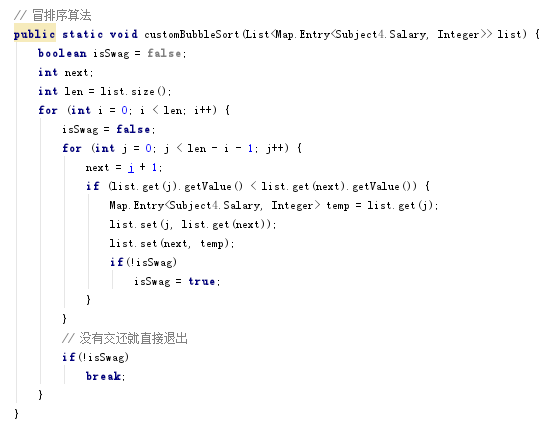 // 冒排序算法
public static void customBubbleSort(List<Map.Entry<Subject4.Salary, Integer>> list) {
boolean isSwag = false;
int next;
int len = list.size();
for (int i = 0; i < len; i++) {
isSwag = false;
for (int j = 0; j < len - i - 1; j++) {
next = j + 1;
if (list.get(j).getValue() < list.get(next).getValue()) {
Map.Entry<Subject4.Salary, Integer> temp = list.get(j);
list.set(j, list.get(next));
list.set(next, temp);
if(!isSwag)
isSwag = true;
}
}
// 没有交还就直接退出
if(!isSwag)
break;
}
}